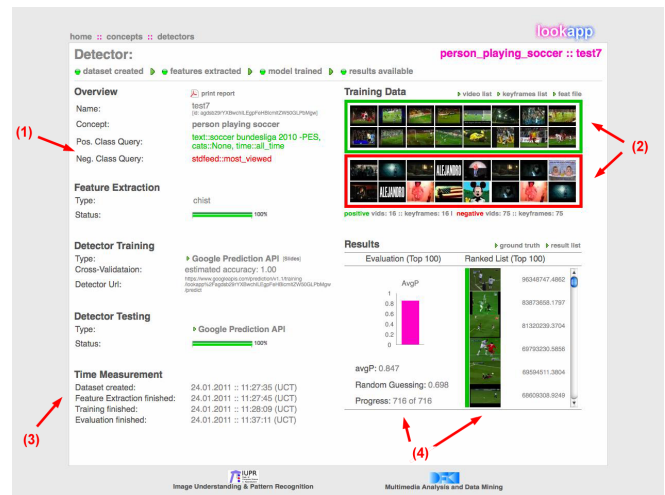 lookapp
home :: concepts :: detectors
Detector:
person_playing_soccer :: test7
dataset created
features extracted
model trained
results available
Overview
print report
Name:
test7
Concept:
person playing soccer
Pos. Class Query:
text::soccer bundesliga 2010 -PES,
cats::None, time::all_time
Neg. Class Query:
stdfeed::most_viewed
(1)
Training Data
video list
keyframes list
feat file
ALEJANDRO
ALEJANDRO
positive vids: 16 :: keyframes: 16 | negative vids: 75 :: keyframes: 75
(2)
Feature Extraction
Type:
chist
Status:
100%
Detector Training
Type:
Google Prediction API [Slides]
Cross-Validataion:
estimated accuracy: 1.00
Detector Url:
Detector Testing
Type:
Google Prediction API
Status:
100%
Time Measurement
Dataset created:
24.01.2011 :: 11:27:35 (UCT)
Feature Extraction finished:
24.01.2011 :: 11:27:45 (UCT)
Training finished:
24.01.2011 :: 11:28:09 (UCT)
Evaluation finished:
24.01.2011 :: 11:37:11 (UCT)
(3)
Results
ground truth
result list
Evaluation (Top 100)
Ranked List (Top 100)
AvgP
1
0.8
0.6
0.4
0.2
0
avgP: 0.847
Random Guessing: 0.698
Progress: 716 of 716
96348747.4862
83873658.1797
81320239.3704
69793230.5856
69594511.3804
68609308.9249
(4)
IUPR
Image Understanding & Pattern Recognition
DFKI
Multimedia Analysis and Data Mining